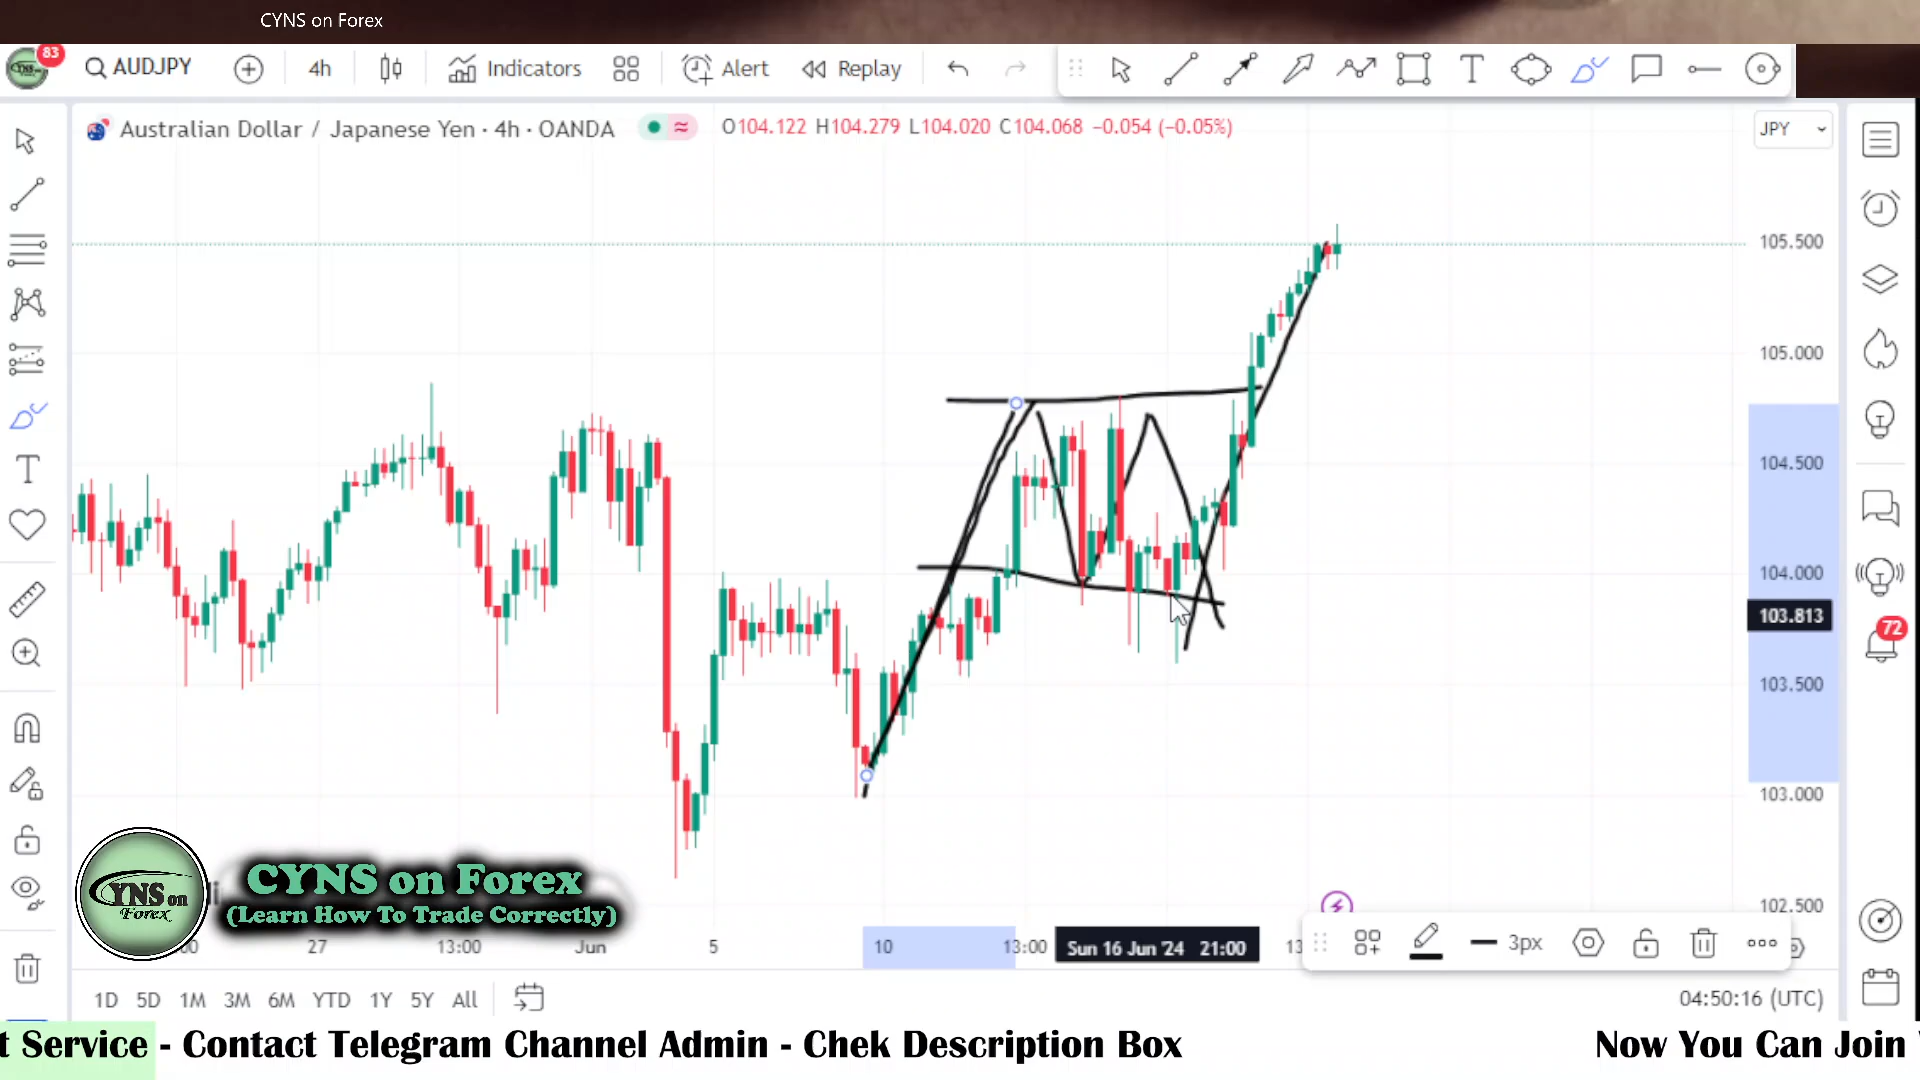 CYNS on Forex
83
AUDJPY
4h
Indicators
Alert
Replay
Australian Dollar / Japanese Yen · 4h · OANDA
O104.122 H104.279 L104.020 C104.068 −0.054 (−0.05%)
JPY
105.500
105.000
104.500
104.000
103.813
72
103.500
103.000
102.500
CYNS on Forex
(Learn How To Trade Correctly)
YNS on
Forex
27
13:00
Jun
5
10
13:00
Sun 16 Jun '24 21:00
3px
1D 5D 1M 3M 6M YTD 1Y 5Y All
04:50:16 (UTC)
t Service - Contact Telegram Channel Admin - Chek Description Box
Now You Can Join